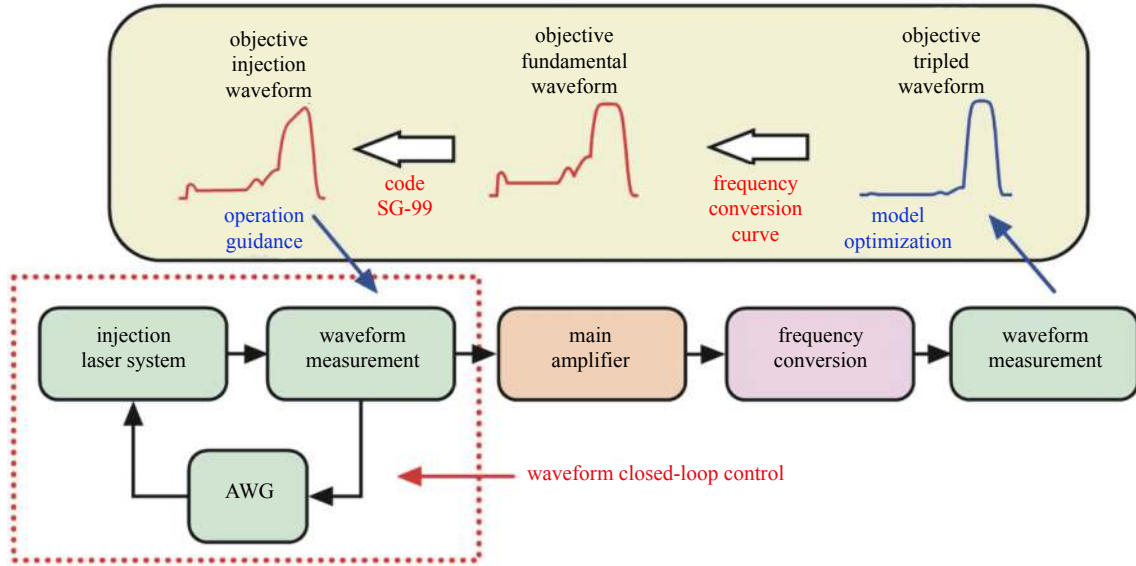 objective
injection
waveform
objective
fundamental
waveform
objective
tripled
waveform
code
SG-99
frequency
conversion
curve
operation
guidance
model
optimization
injection
laser system
waveform
measurement
main
amplifier
frequency
conversion
waveform
measurement
AWG
waveform closed-loop control